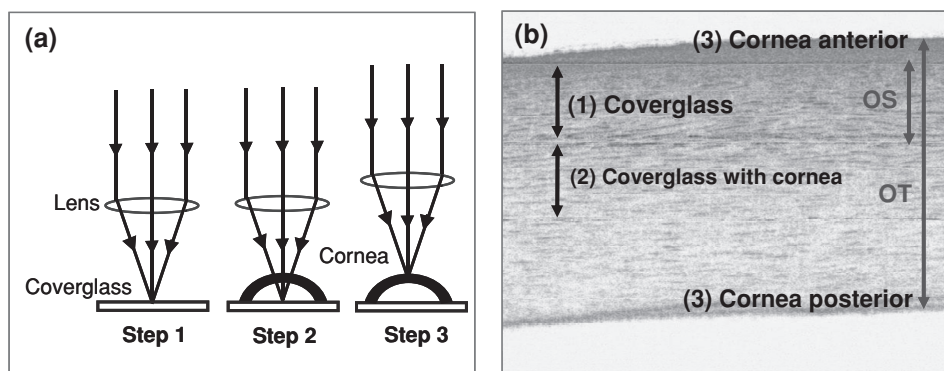 (a)
Lens
Cornea
Coverglass
Step 1
Step 2
Step 3
(b)
(3) Cornea anterior
(1) Coverglass
OS
(2) Coverglass with cornea
OT
(3) Cornea posterior